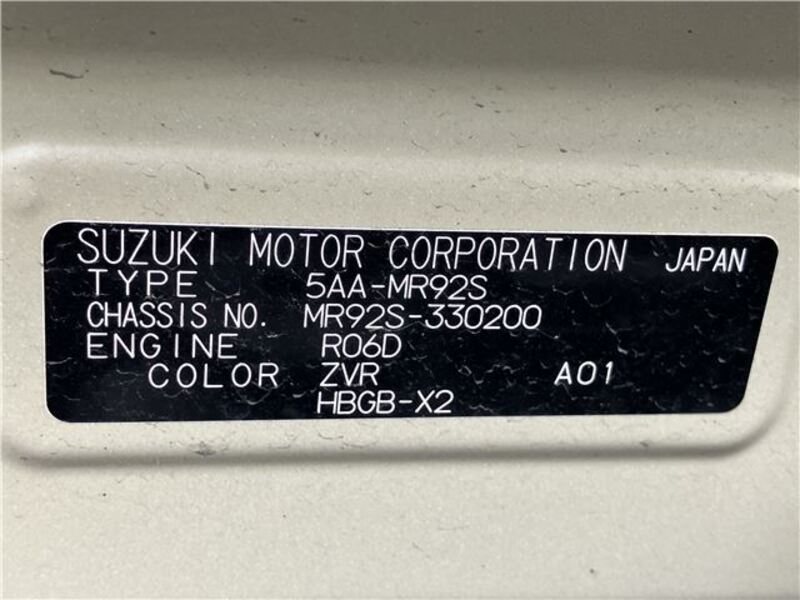 SUZUKI MOTOR CORPORATION JAPAN
TYPE 5AA-MR92S
CHASSIS NO. MR92S-330200
ENGINE R06D
COLOR ZVR A01
HBGB-X2